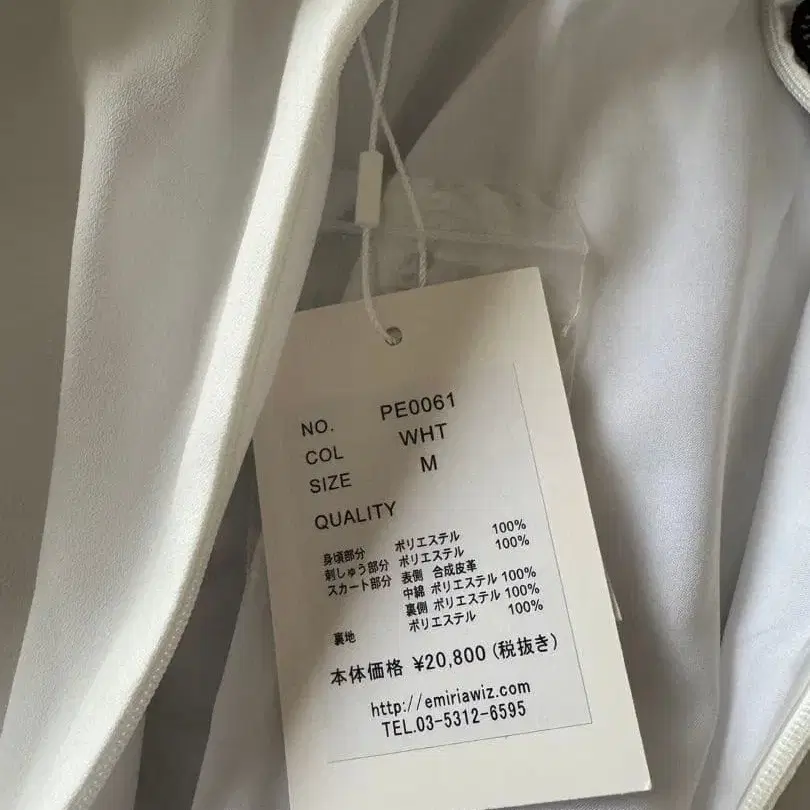 NO. PE0061
COL WHT
SIZE M
QUALITY
身頃部分 ポリエステル 100%
刺しゅう部分 ポリエステル 100%
スカート部分 表側 合成皮革
中綿 ポリエステル 100%
裏側 ポリエステル 100%
裏地 ポリエステル 100%
本体価格 ¥20,800 (税抜き)
http://emiriawiz.com
TEL.03-5312-6595